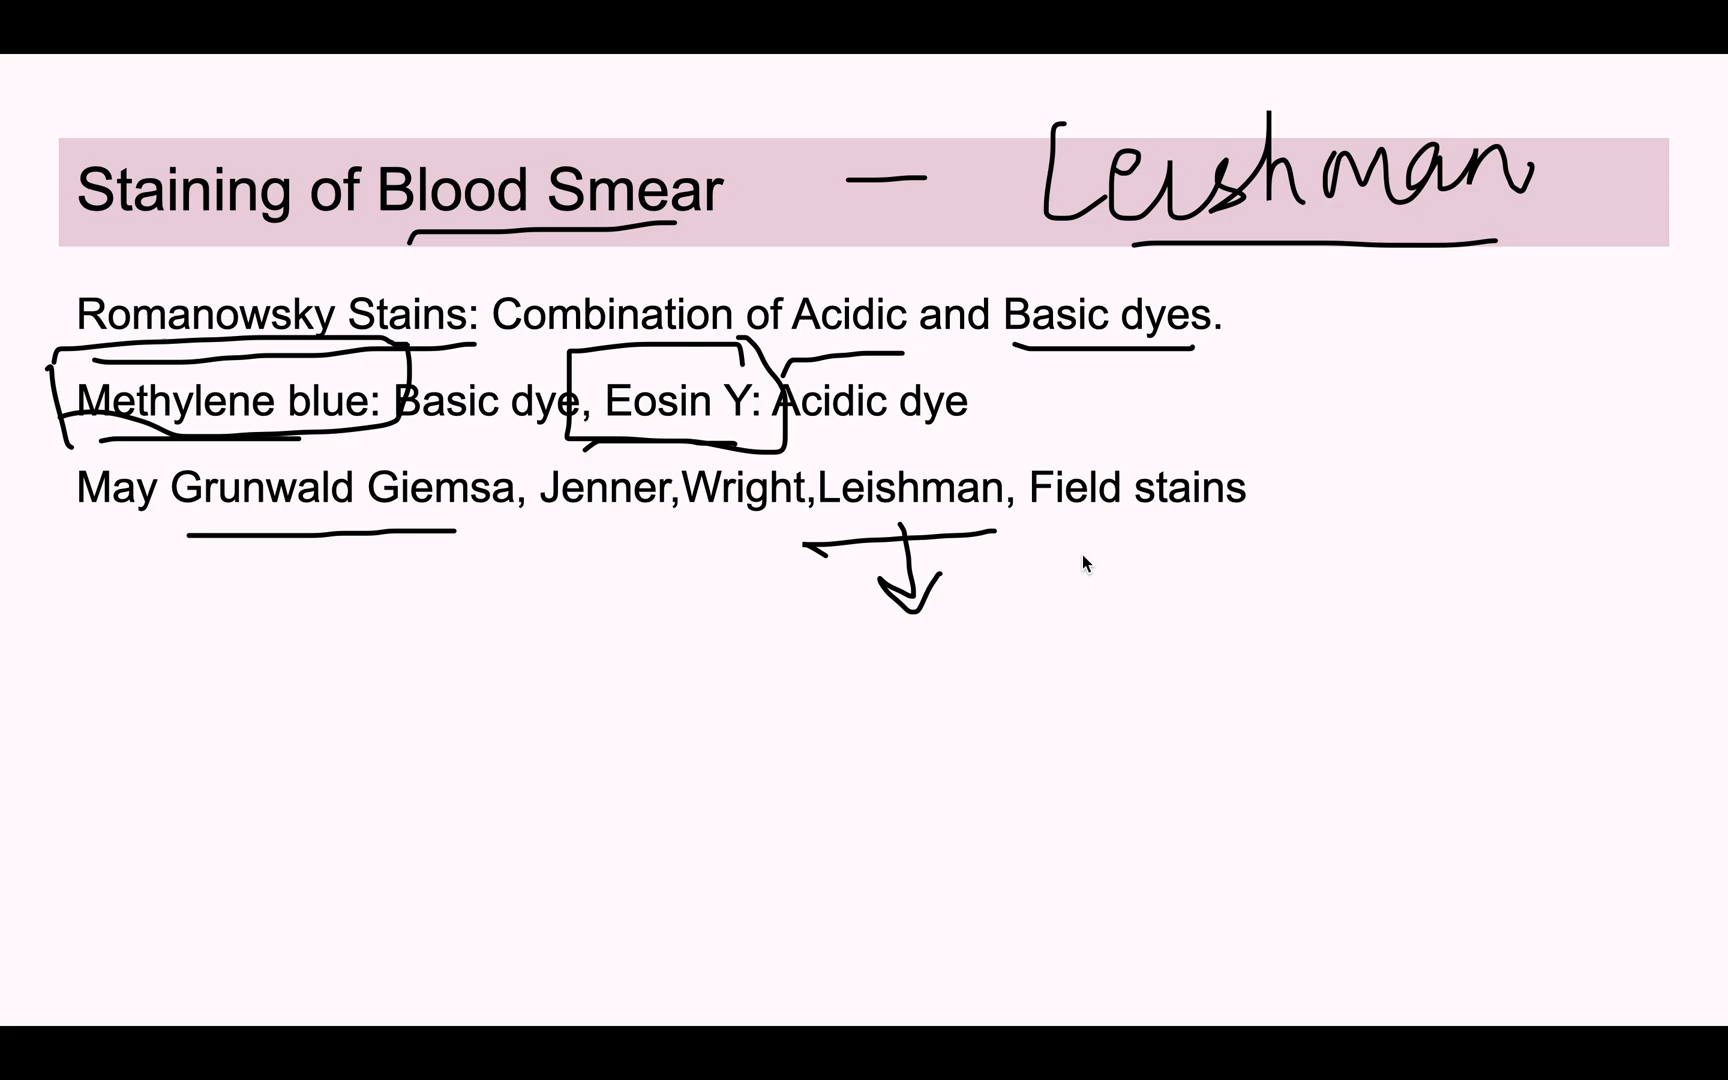 Staining of Blood Smear — Leishman
Romanowsky Stains: Combination of Acidic and Basic dyes.
Methylene blue: Basic dye, Eosin Y: Acidic dye
May Grunwald Giemsa, Jenner,Wright,Leishman, Field stains